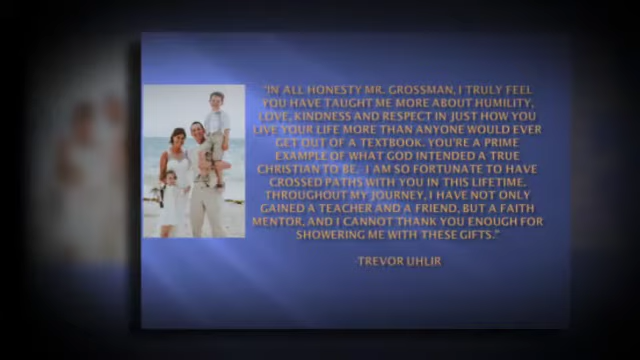 "IN ALL HONESTY MR. GROSSMAN, I TRULY FEEL
YOU HAVE TAUGHT ME MORE ABOUT HUMILITY,
LOVE, KINDNESS AND RESPECT IN JUST HOW YOU
LIVE YOUR LIFE MORE THAN ANYONE WOULD EVER
GET OUT OF A TEXTBOOK. YOU'RE A PRIME
EXAMPLE OF WHAT GOD INTENDED A TRUE
CHRISTIAN TO BE. I AM SO FORTUNATE TO HAVE
CROSSED PATHS WITH YOU IN THIS LIFETIME.
THROUGHOUT MY JOURNEY, I HAVE NOT ONLY
GAINED A TEACHER AND A FRIEND, BUT A FAITH
MENTOR, AND I CANNOT THANK YOU ENOUGH FOR
SHOWERING ME WITH THESE GIFTS."
-TREVOR UHLIR